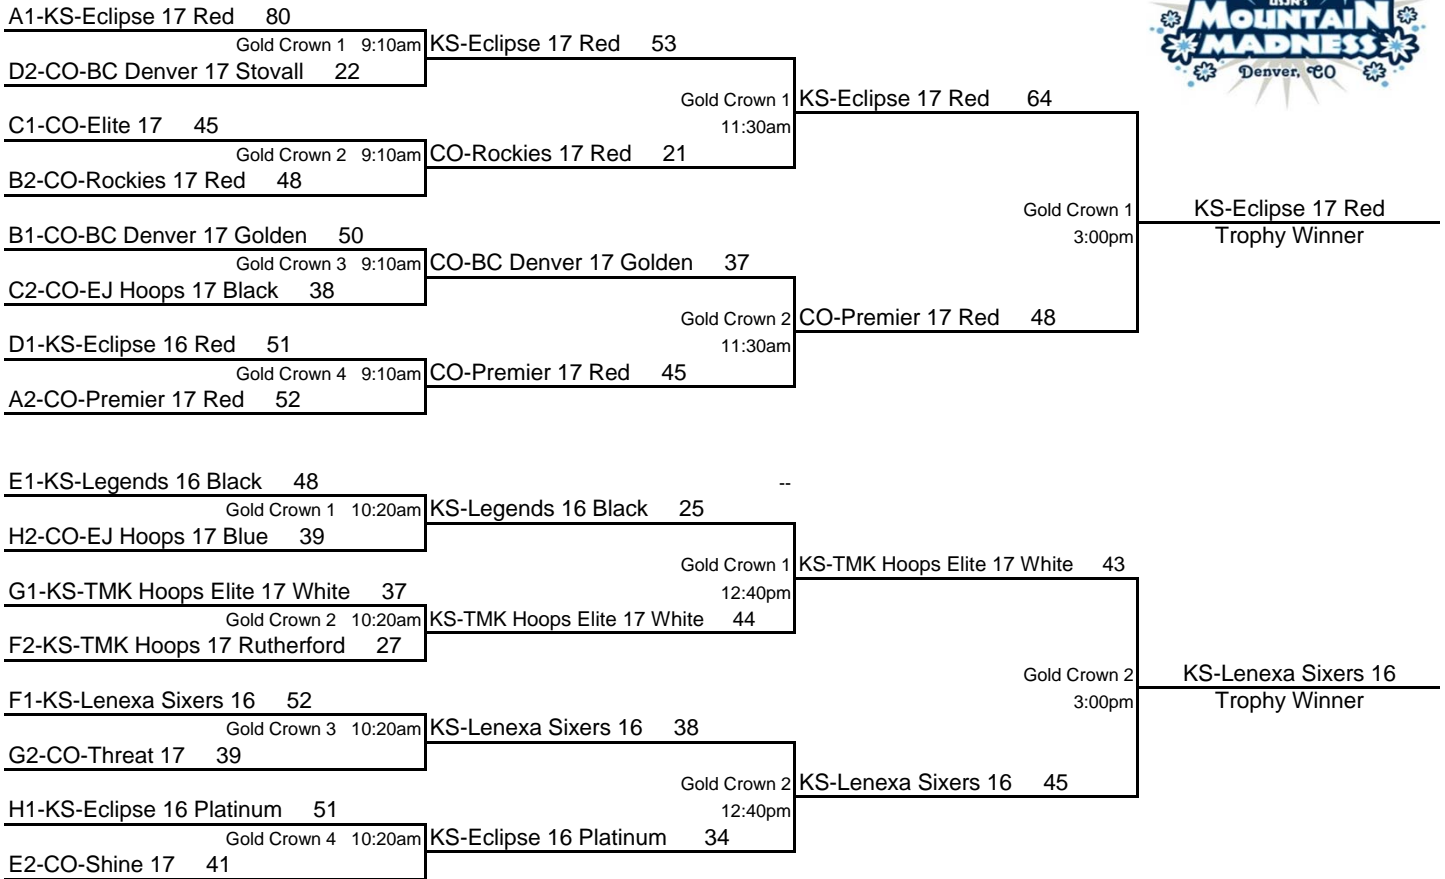 MOUNTAIN
MADNESS
Denver, CO
A1-KS-Eclipse 17 Red 80
Gold Crown 1 9:10am KS-Eclipse 17 Red 53
D2-CO-BC Denver 17 Stovall 22
Gold Crown 1 KS-Eclipse 17 Red 64
C1-CO-Elite 17 45
11:30am
Gold Crown 2 9:10am CO-Rockies 17 Red 21
B2-CO-Rockies 17 Red 48
Gold Crown 1 KS-Eclipse 17 Red
B1-CO-BC Denver 17 Golden 50
3:00pm Trophy Winner
Gold Crown 3 9:10am CO-BC Denver 17 Golden 37
C2-CO-EJ Hoops 17 Black 38
Gold Crown 2 CO-Premier 17 Red 48
D1-KS-Eclipse 16 Red 51
11:30am
Gold Crown 4 9:10am CO-Premier 17 Red 45
A2-CO-Premier 17 Red 52
E1-KS-Legends 16 Black 48 --
Gold Crown 1 10:20am KS-Legends 16 Black 25
H2-CO-EJ Hoops 17 Blue 39
Gold Crown 1 KS-TMK Hoops Elite 17 White 43
G1-KS-TMK Hoops Elite 17 White 37
12:40pm
Gold Crown 2 10:20am KS-TMK Hoops Elite 17 White 44
F2-KS-TMK Hoops 17 Rutherford 27
Gold Crown 2 KS-Lenexa Sixers 16
F1-KS-Lenexa Sixers 16 52
3:00pm Trophy Winner
Gold Crown 3 10:20am KS-Lenexa Sixers 16 38
G2-CO-Threat 17 39
Gold Crown 2 KS-Lenexa Sixers 16 45
H1-KS-Eclipse 16 Platinum 51
12:40pm
Gold Crown 4 10:20am KS-Eclipse 16 Platinum 34
E2-CO-Shine 17 41